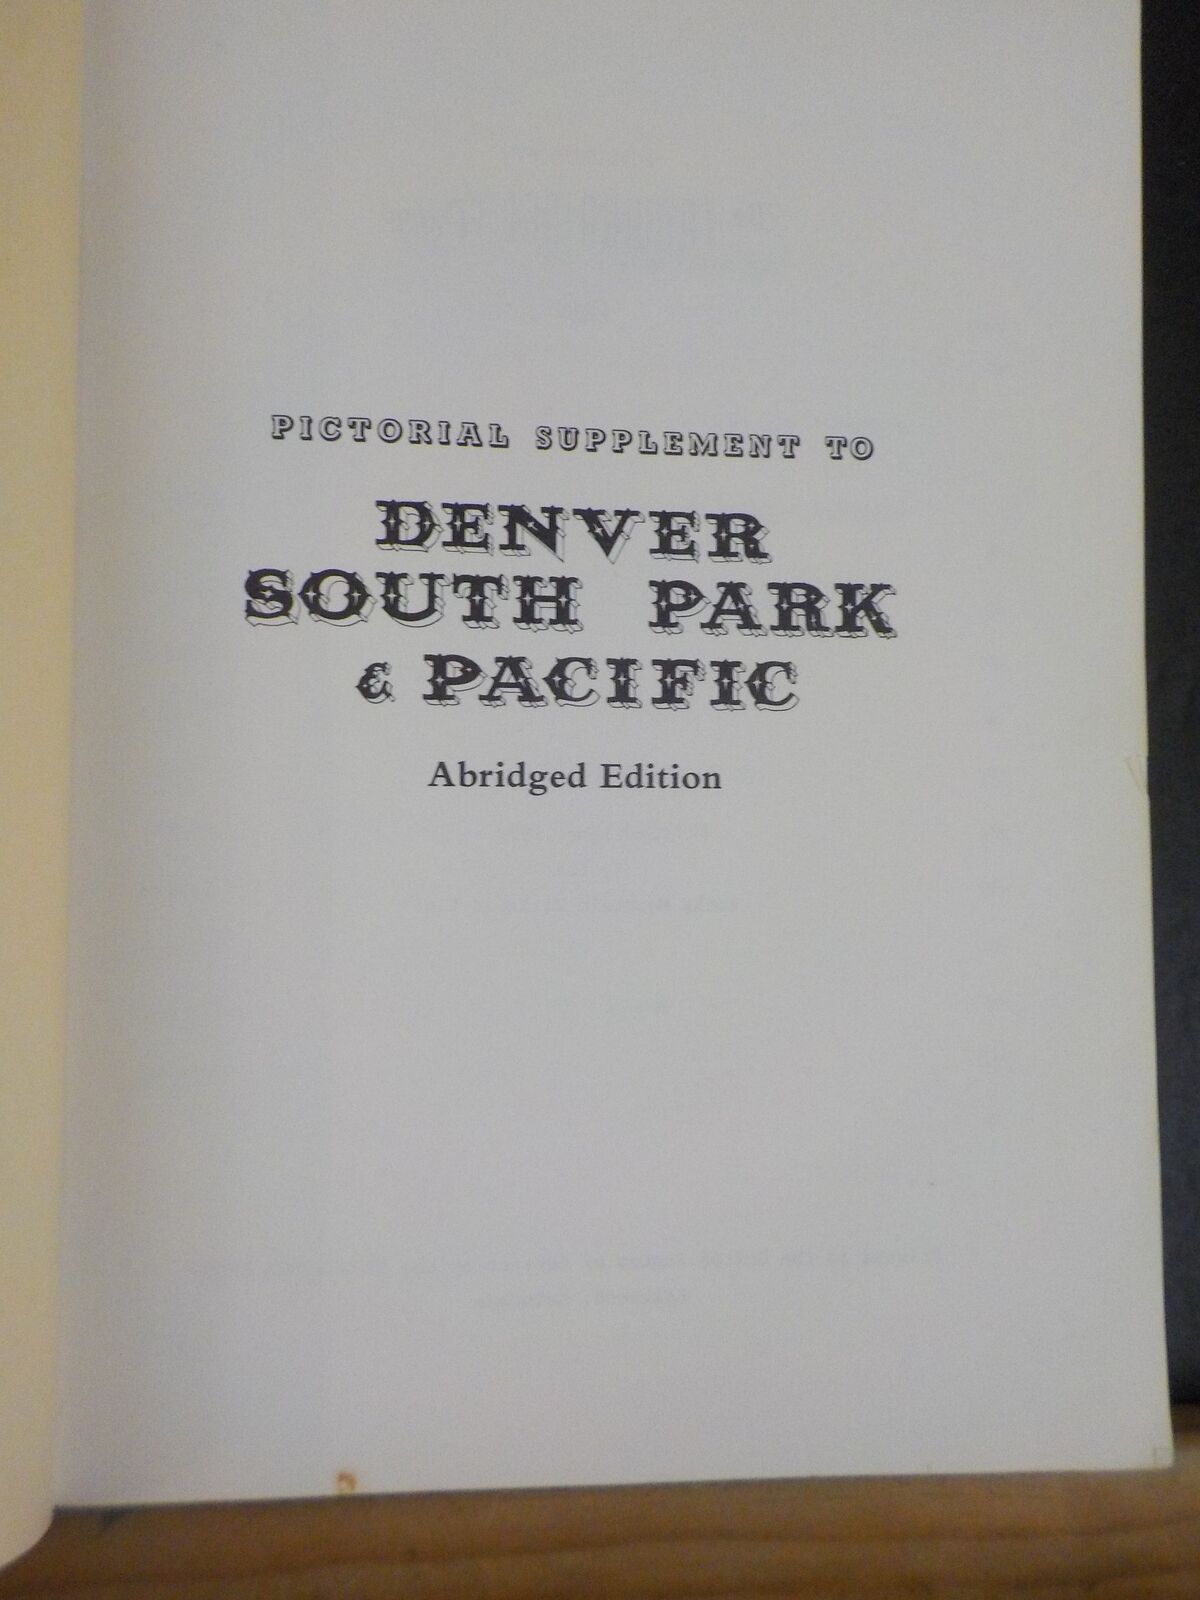 PICTORIAL SUPPLEMENT TO
DENVER
SOUTH PARK
& PACIFIC
Abridged Edition